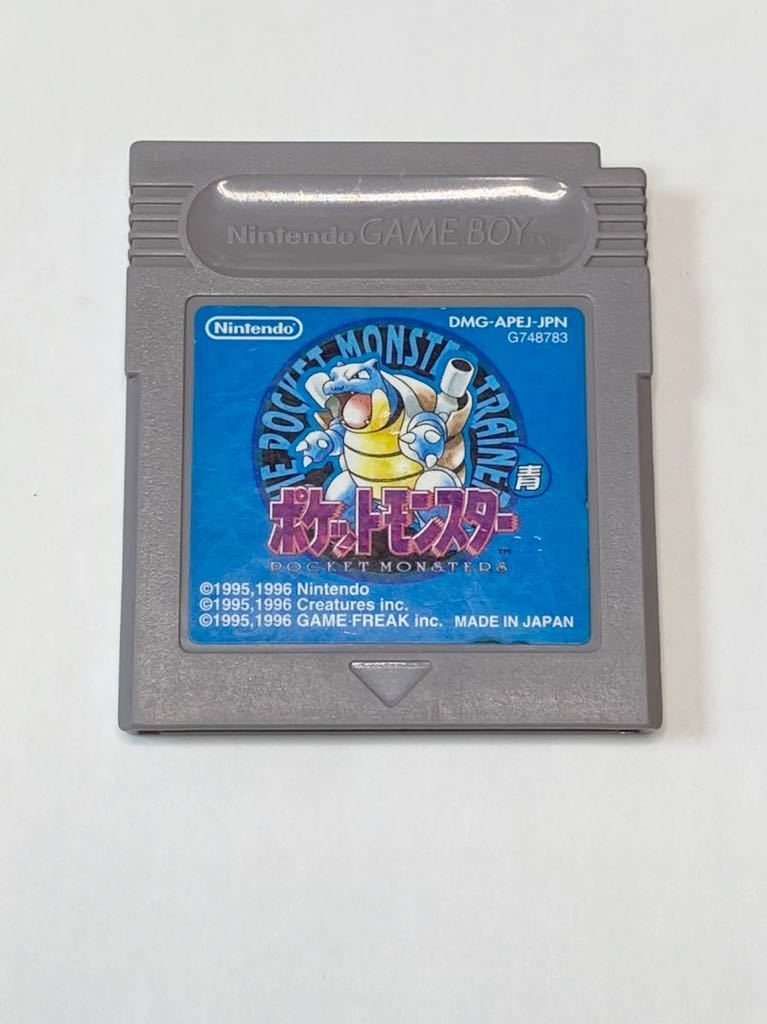 Nintendo GAME BOY TM
Nintendo
DMG-APEJ-JPN
G748783
THE POCKET MONSTER TRAINER
青
ポケットモンスター
TM
POCKET MONSTERS
©1995,1996 Nintendo
©1995,1996 Creatures inc.
©1995,1996 GAME FREAK inc. MADE IN JAPAN